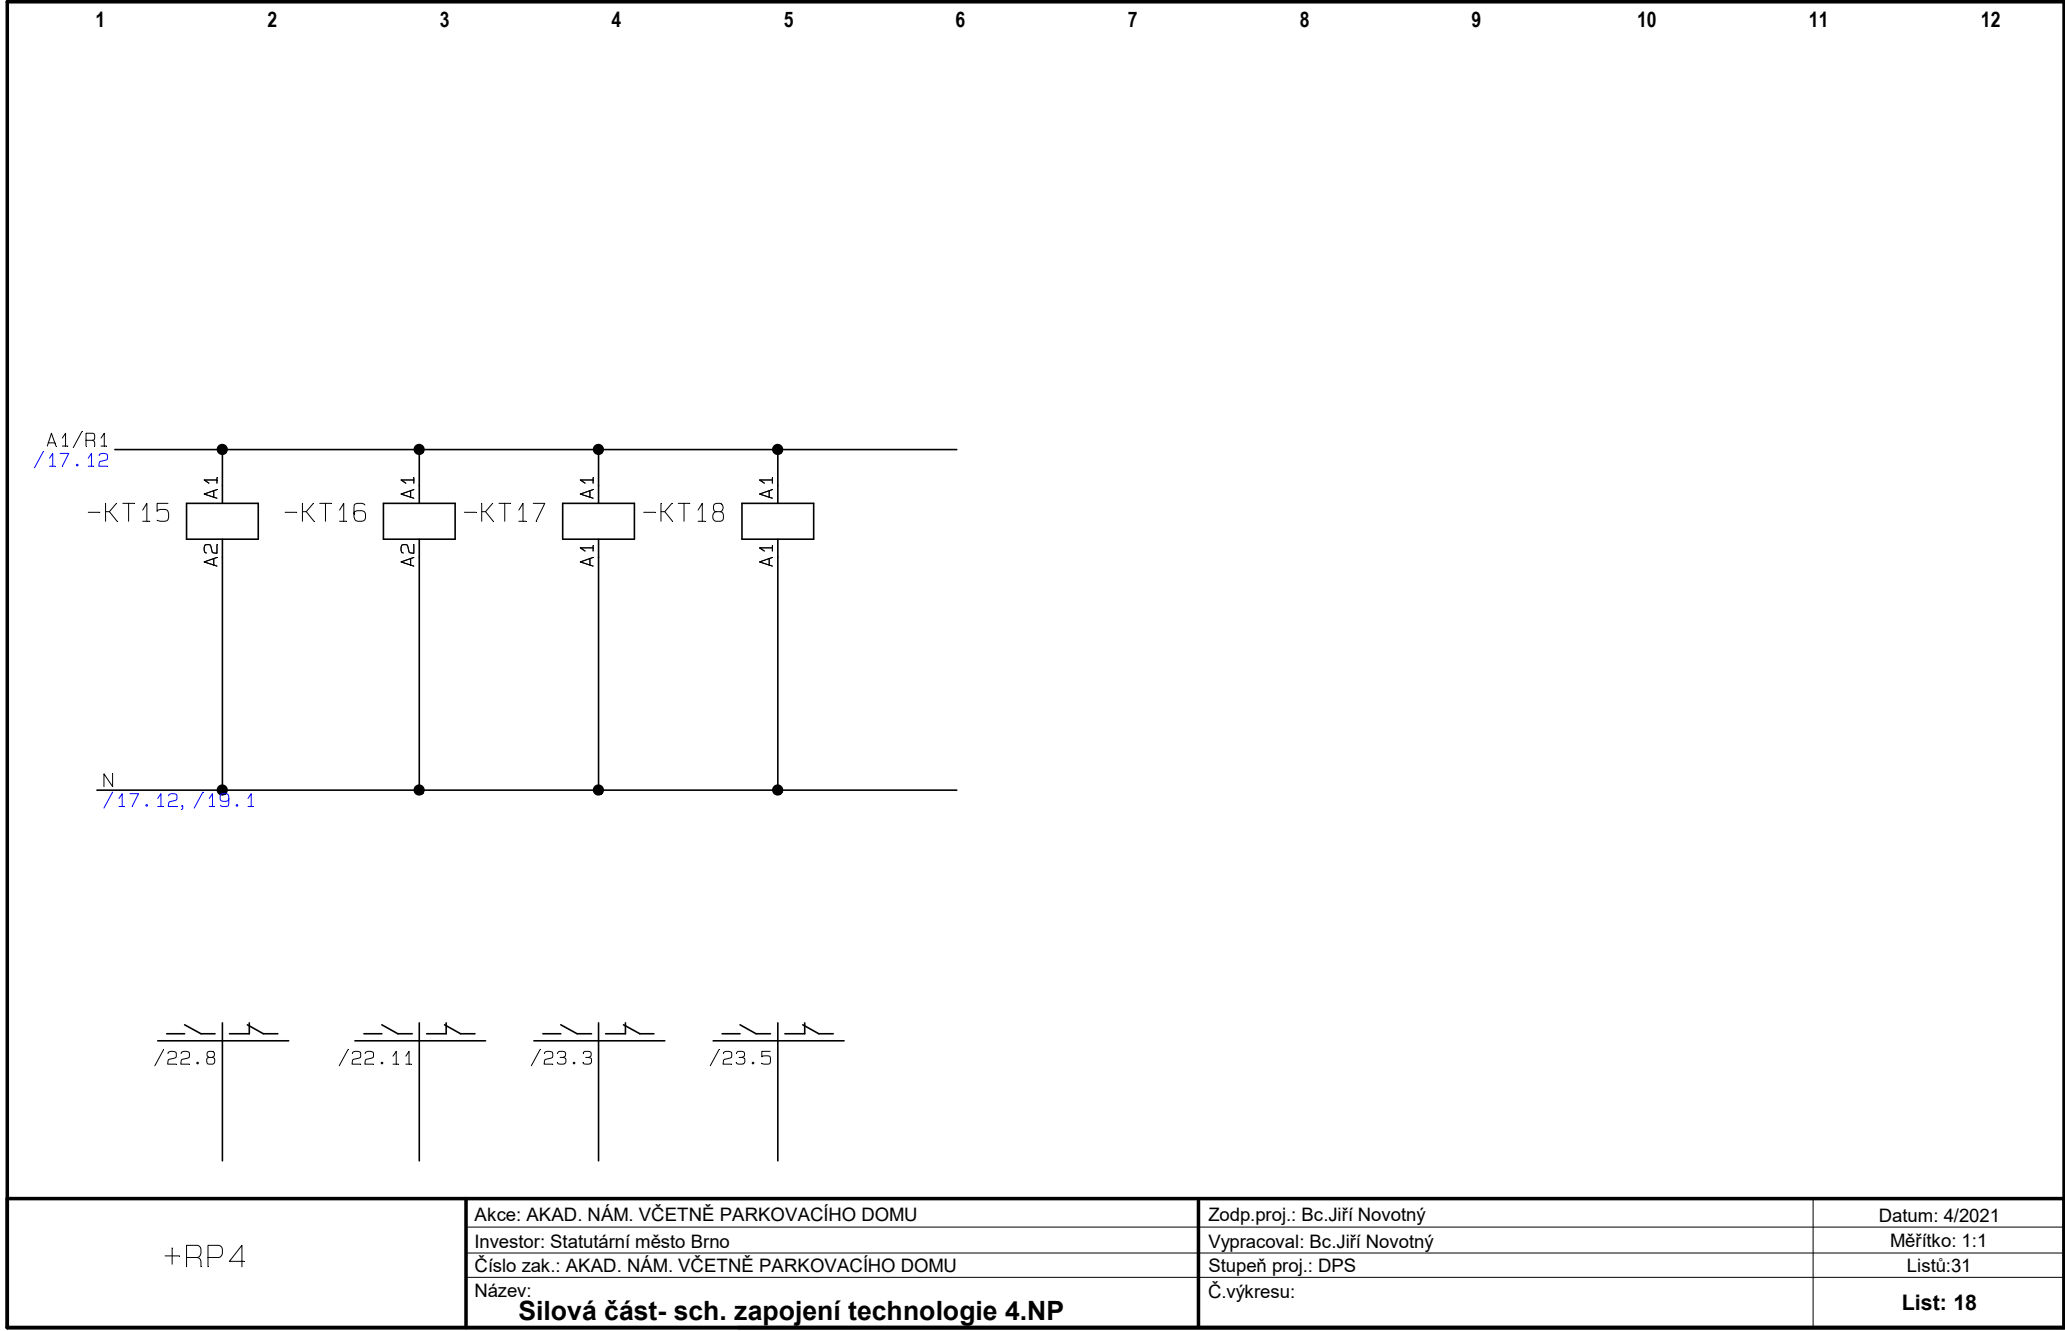 1 2 3 4 5 6 7 8 9 10 11 12
A1/R1
/17.12
A1 A1 A1 A1
-KT15 -KT16 -KT17 -KT18
A2 A2 A1 A1
N
/17.12, /19.1
/22.8 /22.11 /23.3 /23.5
+RP4
Akce: AKAD. NÁM. VČETNĚ PARKOVACÍHO DOMU
Investor: Statutární město Brno
Číslo zak.: AKAD. NÁM. VČETNĚ PARKOVACÍHO DOMU
Název:
Silová část- sch. zapojení technologie 4.NP
Zodp.proj.: Bc.Jiří Novotný
Vypracoval: Bc.Jiří Novotný
Stupeň proj.: DPS
Č.výkresu:
Datum: 4/2021
Měřítko: 1:1
Listů:31
List: 18